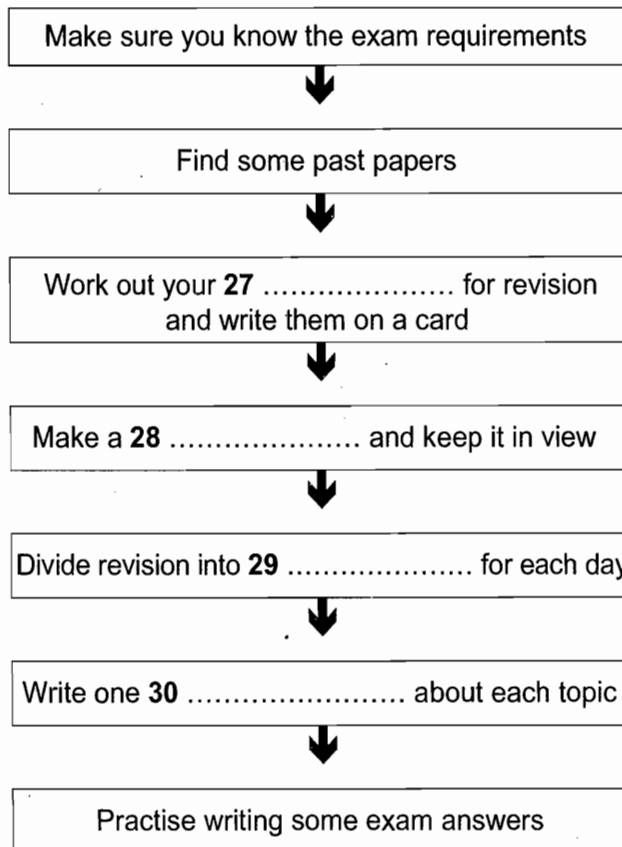 Make sure you know the exam requirements
Find some past papers
Work out your 27 ...................... for revision
and write them on a card
Make a 28 ...................... and keep it in view
Divide revision into 29 ...................... for each day
Write one 30 ......................... about each topic
Practise writing some exam answers